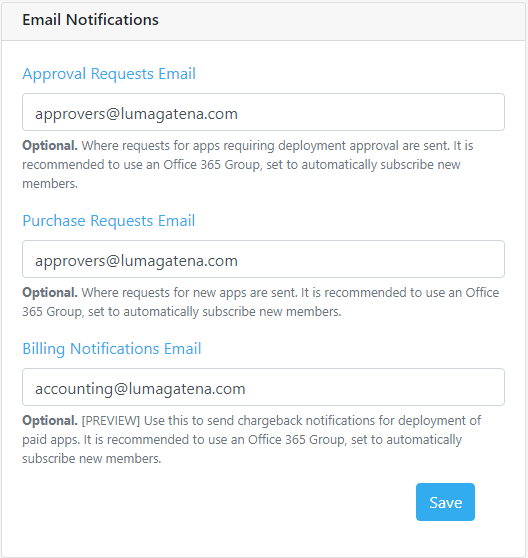 Email Notifications
Approval Requests Email
approvers@lumagatena.com
Optional. Where requests for apps requiring deployment approval are sent. It is
recommended to use an Office 365 Group, set to automatically subscribe new
members.
Purchase Requests Email
approvers@lumagatena.com
Optional. Where requests for new apps are sent. It is recommended to use an Office
365 Group, set to automatically subscribe new members.
Billing Notifications Email
accounting@lumagatena.com
Optional. [PREVIEW] Use this to send chargeback notifications for deployment of
paid apps. It is recommended to use an Office 365 Group, set to automatically
subscribe new members.
Save